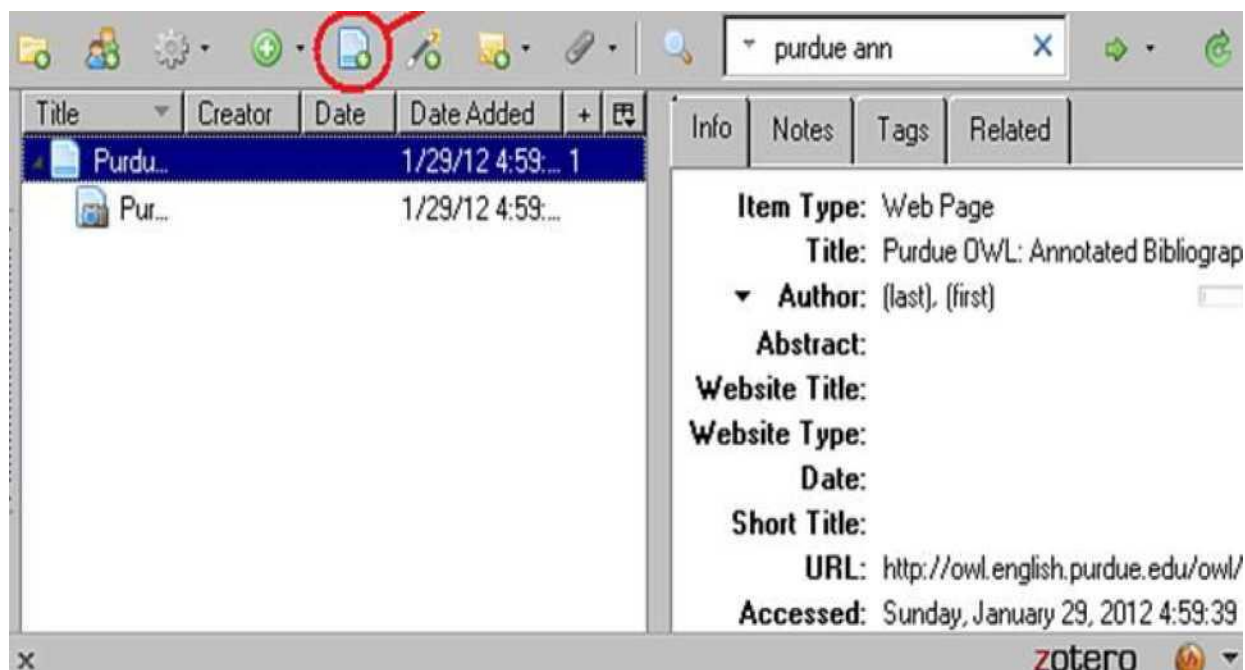 purdue ann
Title Creator Date Date Added +
Purdu... 1/29/12 4:59:... 1
Pur... 1/29/12 4:59:...
Info Notes Tags Related
Item Type: Web Page
Title: Purdue OWL: Annotated Bibliograp
Author: (last), (first)
Abstract:
Website Title:
Website Type:
Date:
Short Title:
URL: http://owl.english.purdue.edu/owl/
Accessed: Sunday, January 29, 2012 4:59:39
x
zotero